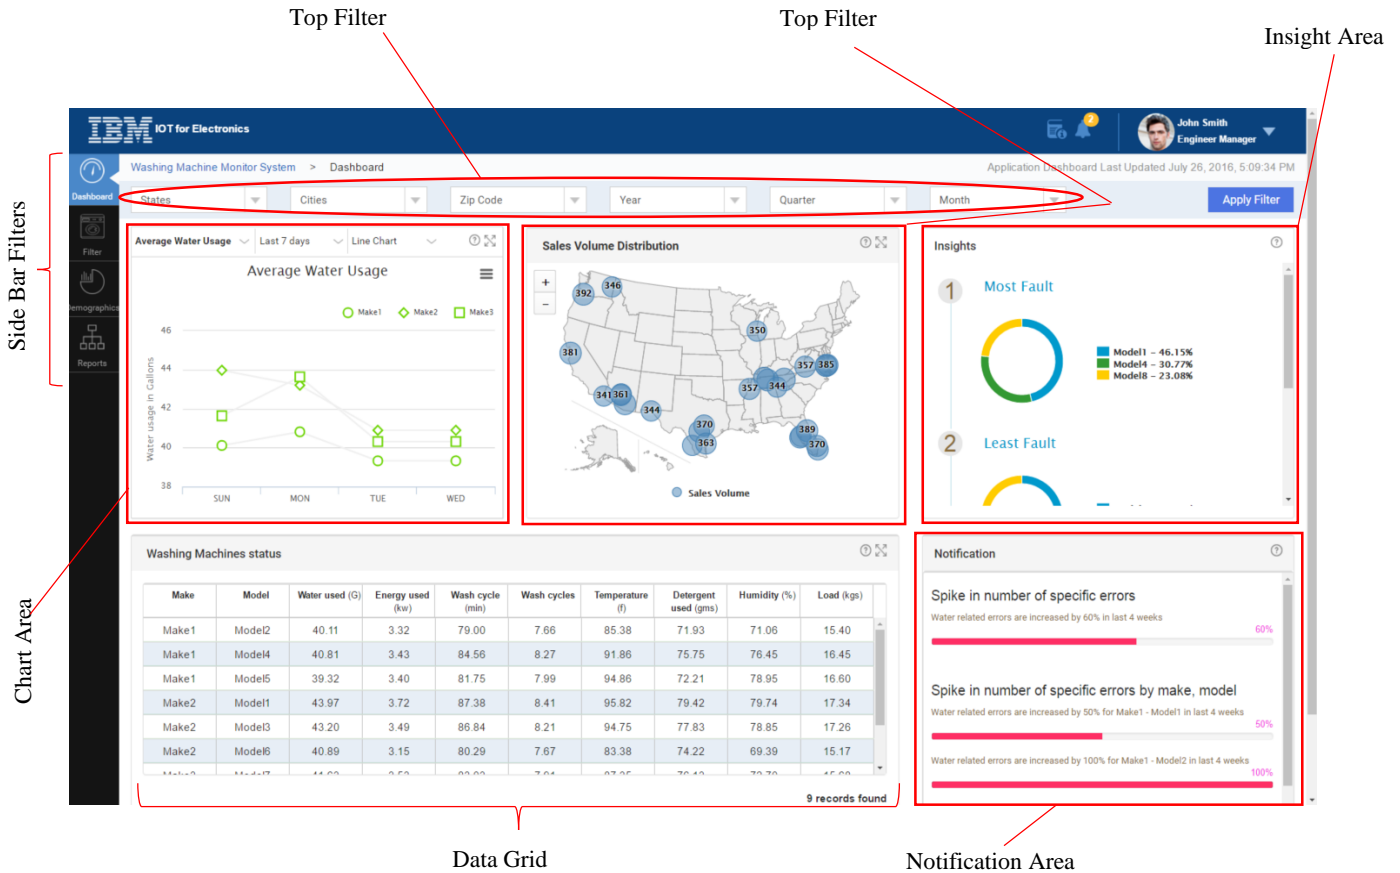 Top Filter
Top Filter
Insight Area
IBM IOT for Electronics
2
John Smith
Engineer Manager
Washing Machine Monitor System > Dashboard
Application Dashboard Last Updated July 26, 2016, 5:09:34 PM
Side Bar Filters
Dashboard
Filter
Demographics
Reports
States
Cities
Zip Code
Year
Quarter
Month
Apply Filter
Average Water Usage
Last 7 days
Line Chart
Average Water Usage
Make1
Make2
Make3
Water usage in Gallons
46
44
42
40
38
SUN MON TUE WED
Sales Volume Distribution
+
−
392
346
350
381
357 385
357
344
341 361
344
370
363
389
370
Sales Volume
Insights
1
Most Fault
Model1 – 46.15%
Model4 – 30.77%
Model8 – 23.08%
2
Least Fault
Chart Area
Washing Machines status
Make Model Water used (G) Energy used (kw) Wash cycle (min) Wash cycles Temperature (f) Detergent used (gms) Humidity (%) Load (kgs)
Make1 Model2 40.11 3.32 79.00 7.66 85.38 71.93 71.06 15.40
Make1 Model4 40.81 3.43 84.56 8.27 91.86 75.75 76.45 16.45
Make1 Model5 39.32 3.40 81.75 7.99 94.86 72.21 78.95 16.60
Make2 Model1 43.97 3.72 87.38 8.41 95.82 79.42 79.74 17.34
Make2 Model3 43.20 3.49 86.84 8.21 94.75 77.83 78.85 17.26
Make2 Model6 40.89 3.15 80.29 7.67 83.38 74.22 69.39 15.17
9 records found
Notification
Spike in number of specific errors
Water related errors are increased by 60% in last 4 weeks
60%
Spike in number of specific errors by make, model
Water related errors are increased by 50% for Make1 - Model1 in last 4 weeks
50%
Water related errors are increased by 100% for Make1 - Model2 in last 4 weeks
100%
Data Grid
Notification Area